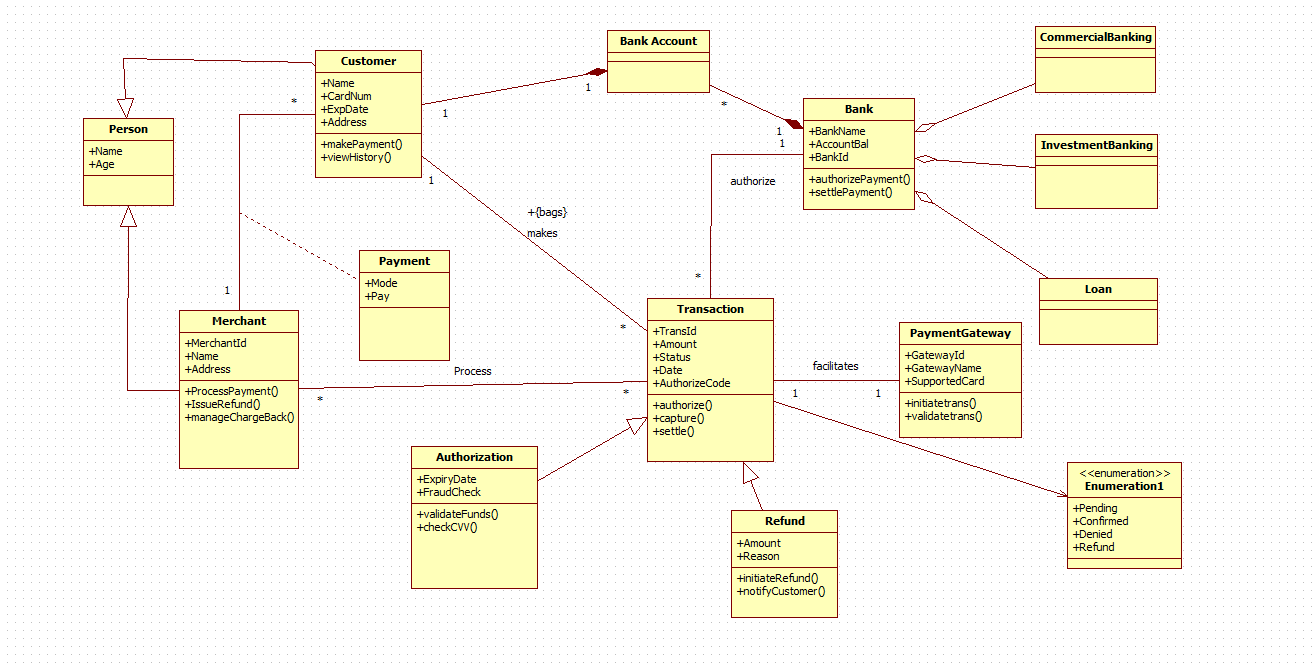 Bank Account
CommercialBanking
Customer
+Name
+CardNum
+ExpDate
+Address
+makePayment()
+viewHistory()
*
1
1
*
1
1
Bank
+BankName
+AccountBal
+BankId
+authorizePayment()
+settlePayment()
InvestmentBanking
Person
+Name
+Age
1
authorize
+{bags}
makes
Payment
+Mode
+Pay
*
Loan
1
Merchant
+MerchantId
+Name
+Address
+ProcessPayment()
+IssueRefund()
+manageChargeBack()
*
Transaction
+TransId
+Amount
+Status
+Date
+AuthorizeCode
+authorize()
+capture()
+settle()
PaymentGateway
+GatewayId
+GatewayName
+SupportedCard
+initiatetrans()
+validatetrans()
Process
facilitates
*
*
1
1
Authorization
+ExpiryDate
+FraudCheck
+validateFunds()
+checkCVV()
<<enumeration>>
Enumeration1
+Pending
+Confirmed
+Denied
+Refund
Refund
+Amount
+Reason
+initiateRefund()
+notifyCustomer()